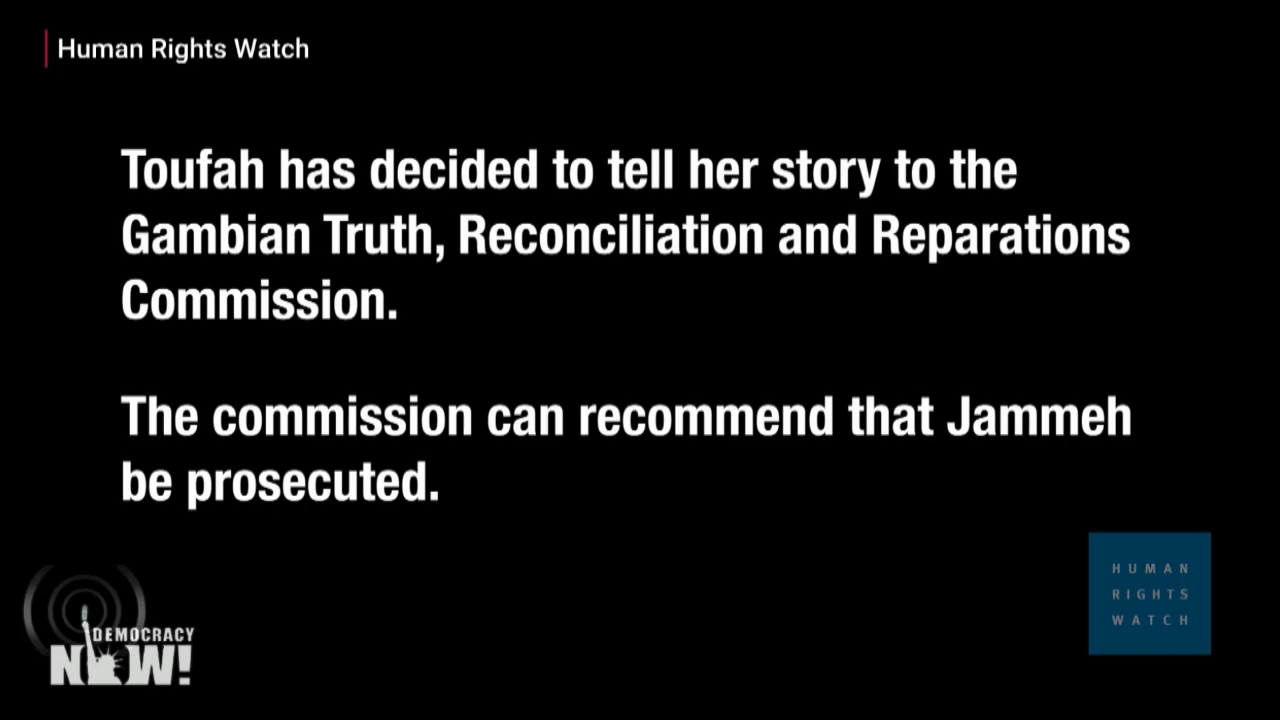 Human Rights Watch
Toufah has decided to tell her story to the
Gambian Truth, Reconciliation and Reparations
Commission.
The commission can recommend that Jammeh
be prosecuted.
HUMAN
RIGHTS
WATCH
DEMOCRACY
NOW!